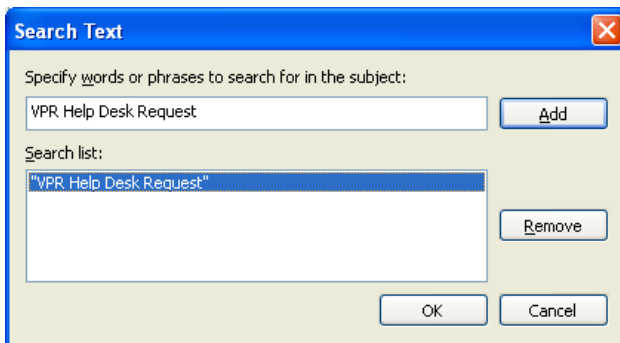 Search Text
Specify words or phrases to search for in the subject:
VPR Help Desk Request
Add
Search list:
"VPR Help Desk Request"
Remove
OK
Cancel